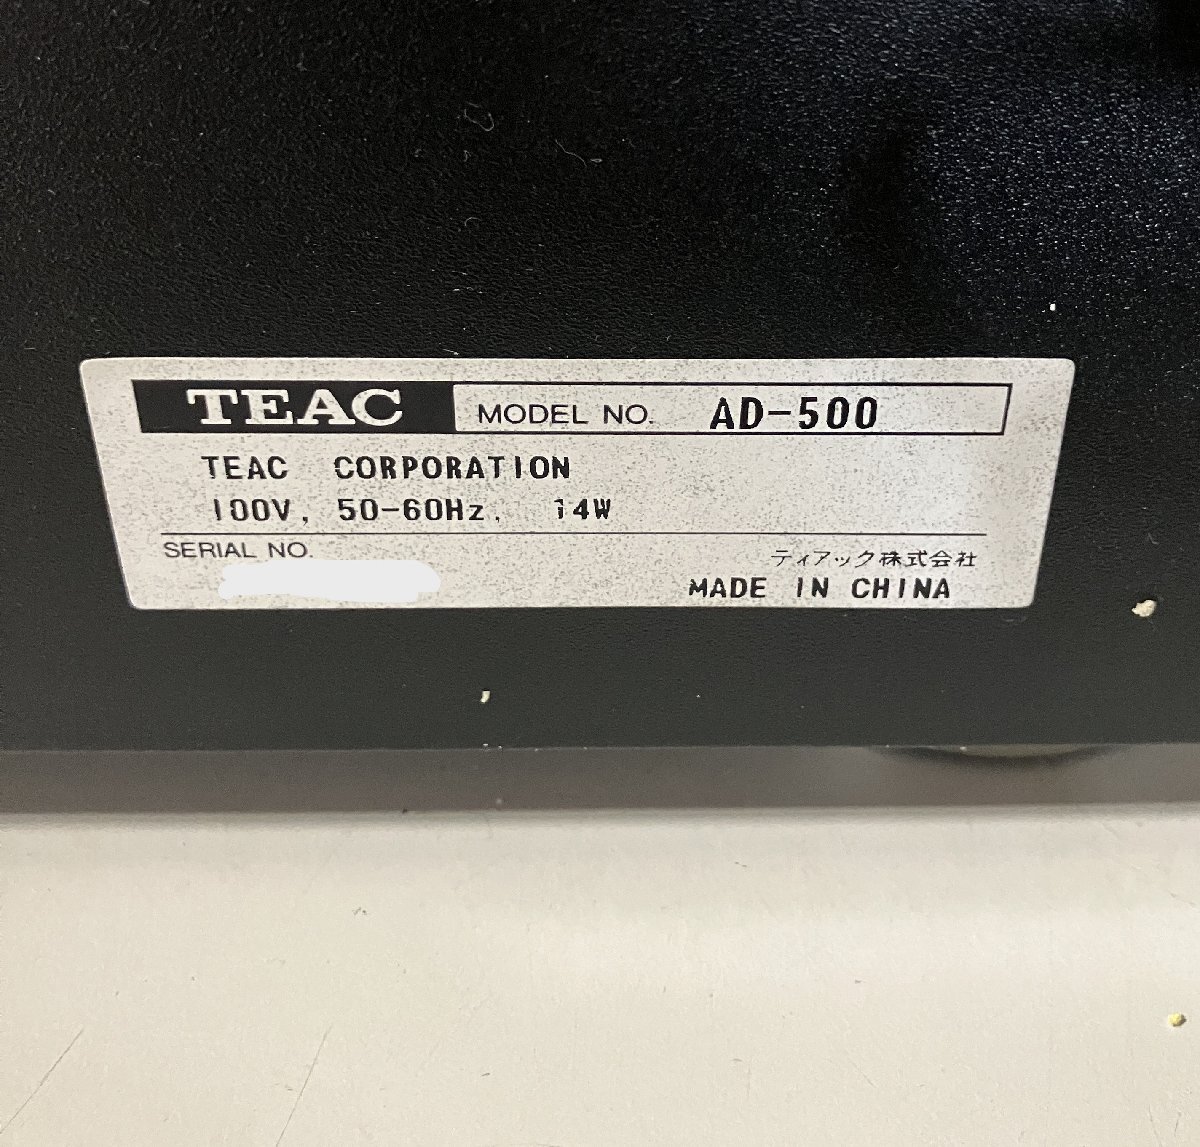 TEAC MODEL NO. AD-500
TEAC CORPORATION
100V, 50-60Hz, 14W
SERIAL NO.
ティアック株式会社
MADE IN CHINA